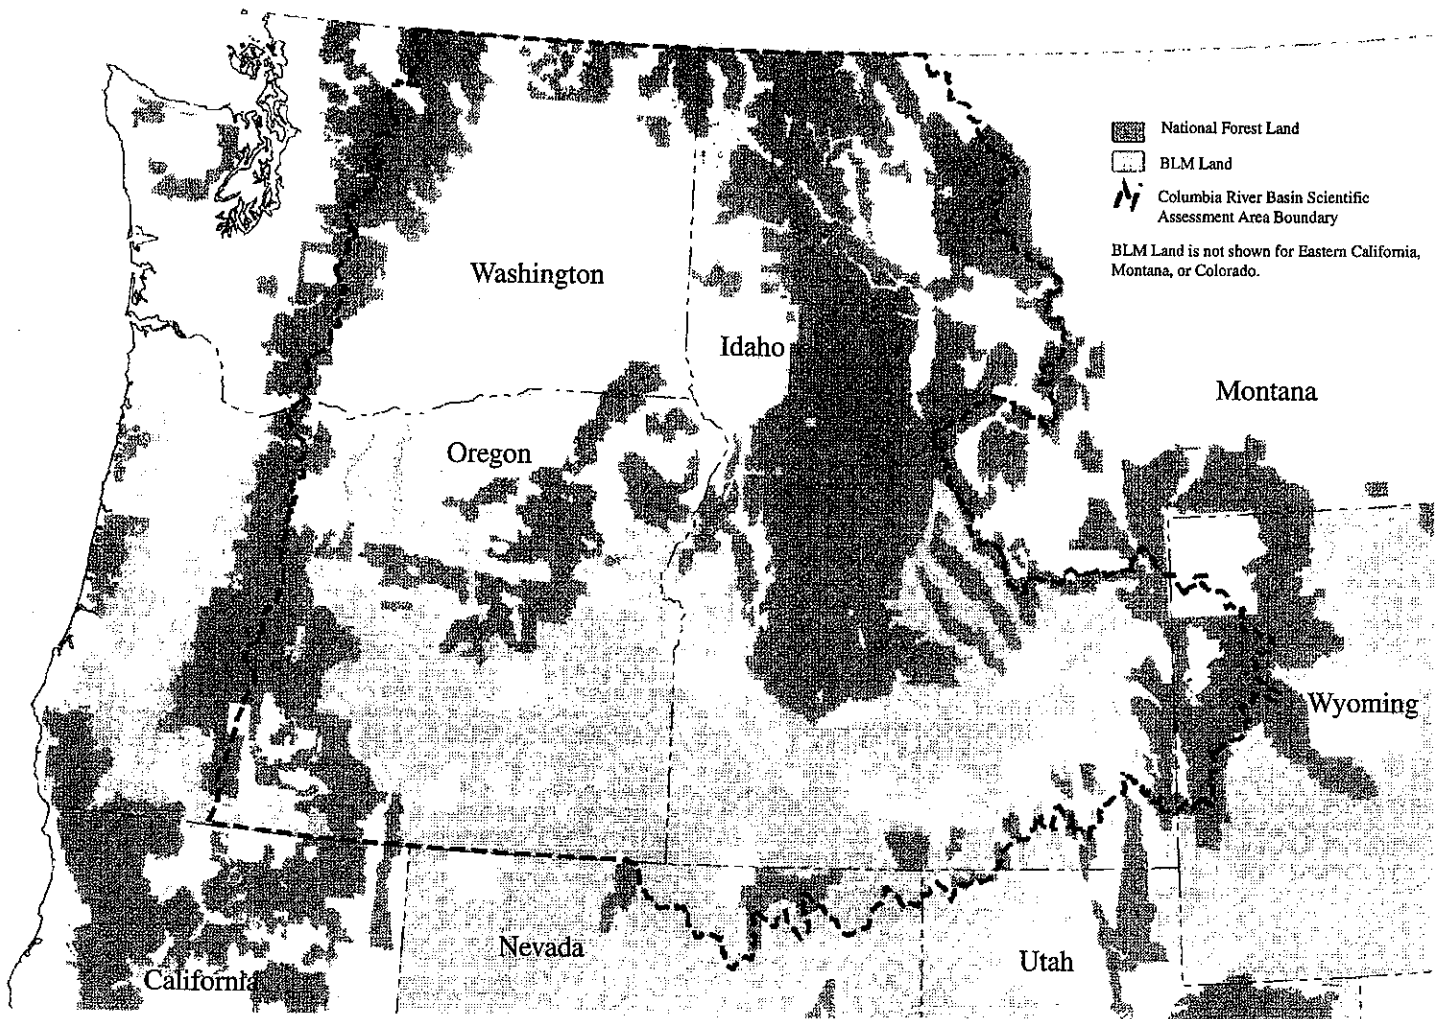 National Forest Land
BLM Land
Columbia River Basin Scientific
Assessment Area Boundary
BLM Land is not shown for Eastern California,
Montana, or Colorado.
Washington
Idaho
Montana
Oregon
Wyoming
Nevada
Utah
California